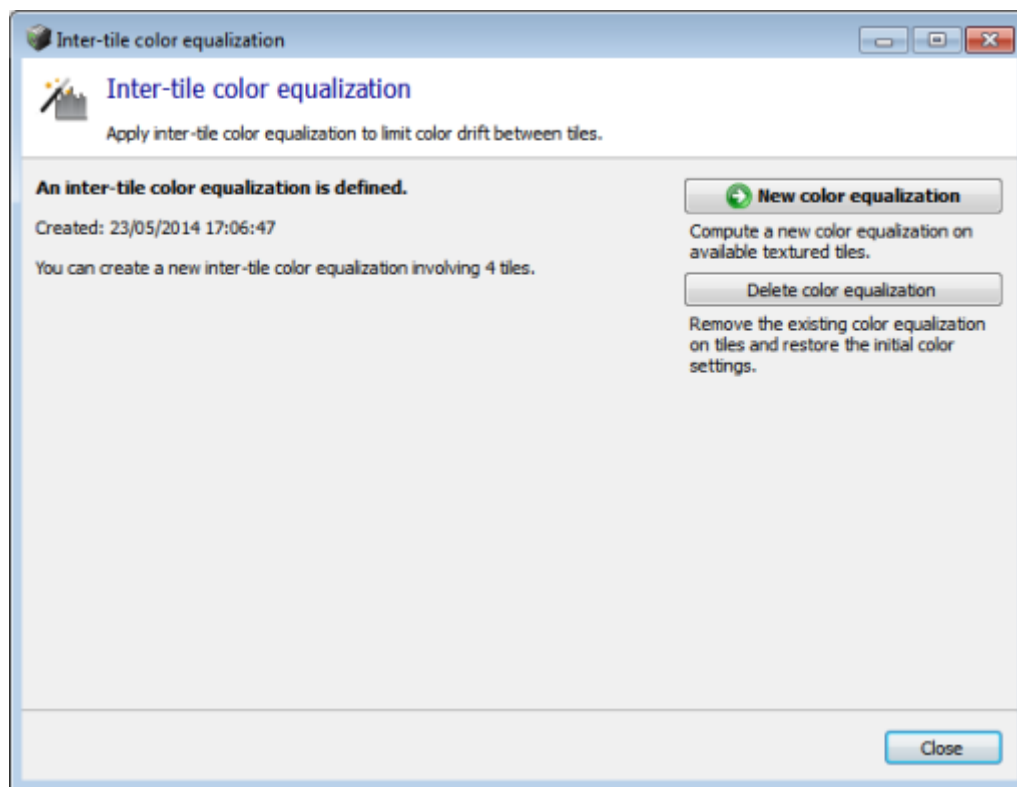 Inter-tile color equalization
Inter-tile color equalization
Apply inter-tile color equalization to limit color drift between tiles.
An inter-tile color equalization is defined.
Created: 23/05/2014 17:06:47
You can create a new inter-tile color equalization involving 4 tiles.
New color equalization
Compute a new color equalization on
available textured tiles.
Delete color equalization
Remove the existing color equalization
on tiles and restore the initial color
settings.
Close